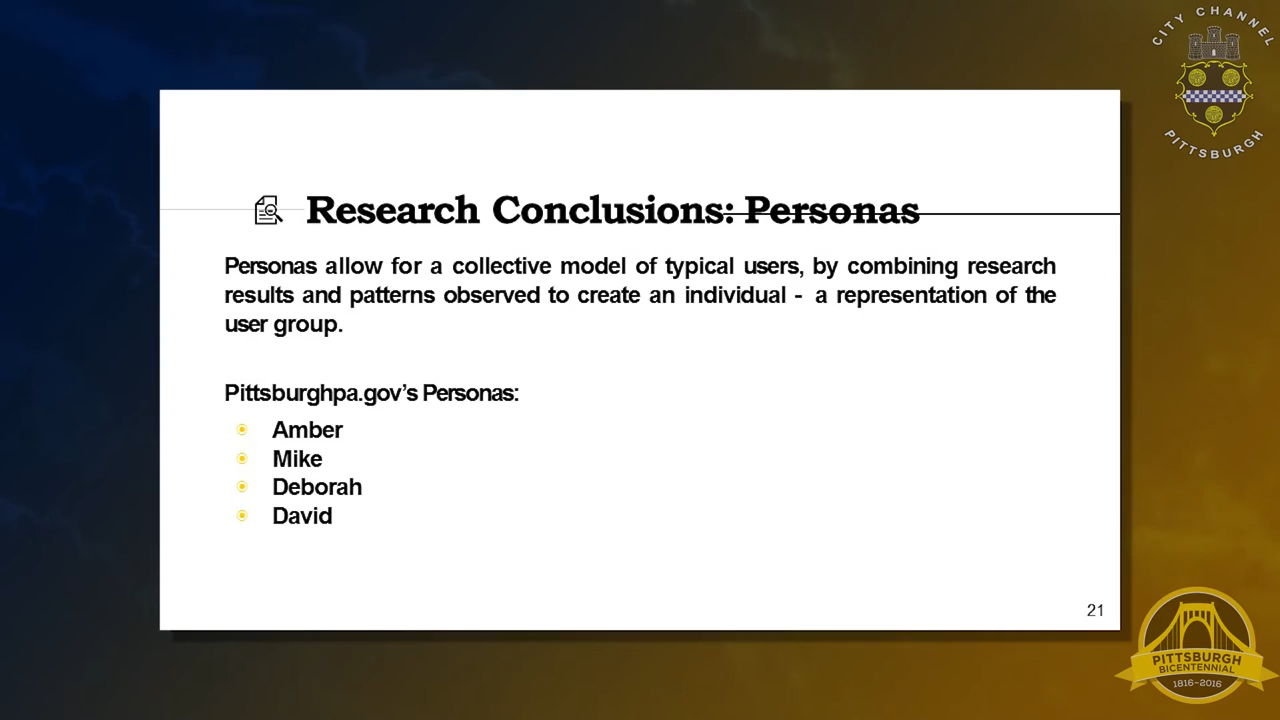 CITY CHANNEL
PITTSBURGH
Research Conclusions: Personas
Personas allow for a collective model of typical users, by combining research
results and patterns observed to create an individual - a representation of the
user group.
Pittsburghpa.gov’s Personas:
Amber
Mike
Deborah
David
21
PITTSBURGH
BICENTENNIAL
1816-2016